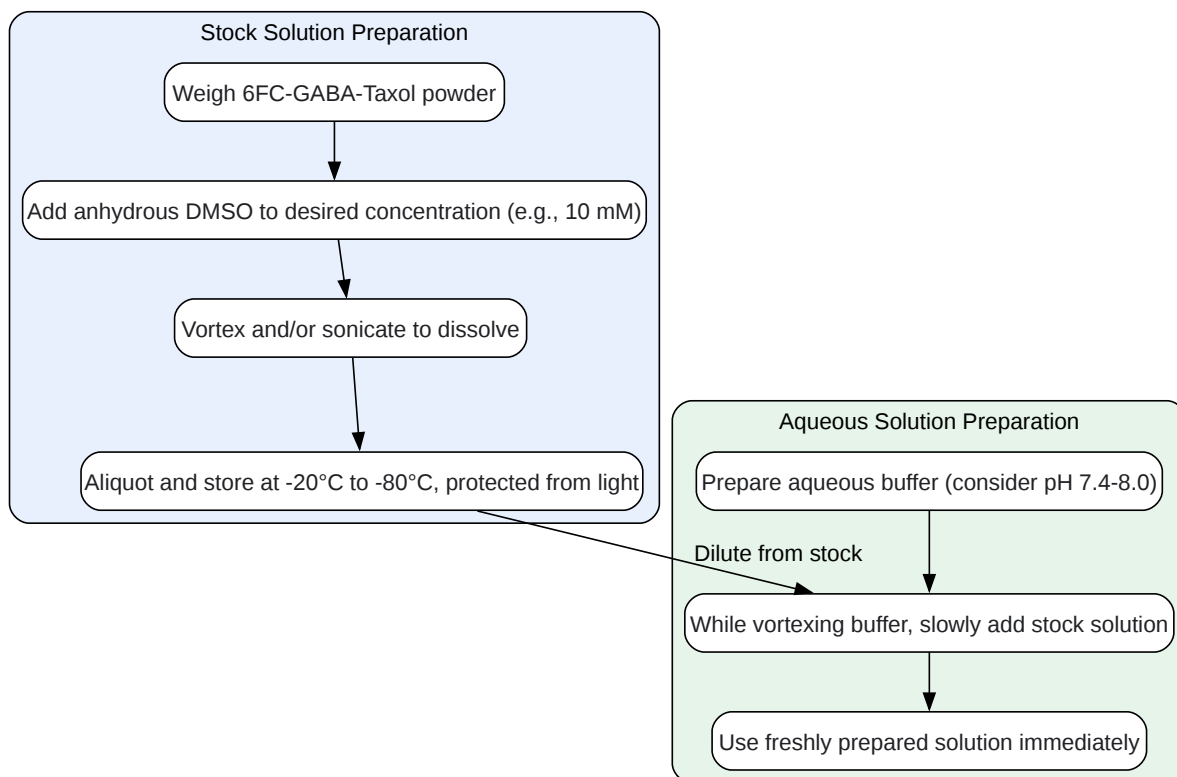 Stock Solution Preparation
Weigh 6FC-GABA-Taxol powder
Add anhydrous DMSO to desired concentration (e.g., 10 mM)
Vortex and/or sonicate to dissolve
Aliquot and store at -20°C to -80°C, protected from light
Aqueous Solution Preparation
Prepare aqueous buffer (consider pH 7.4-8.0)
Dilute from stock
While vortexing buffer, slowly add stock solution
Use freshly prepared solution immediately